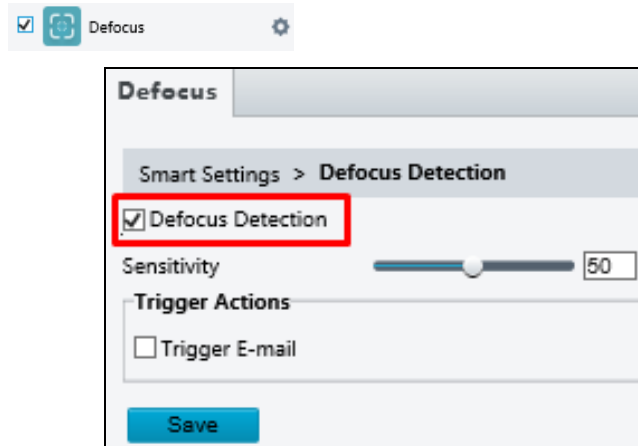 Defocus
Defocus
Smart Settings > Defocus Detection
Defocus Detection
Sensitivity 50
Trigger Actions
Trigger E-mail
Save